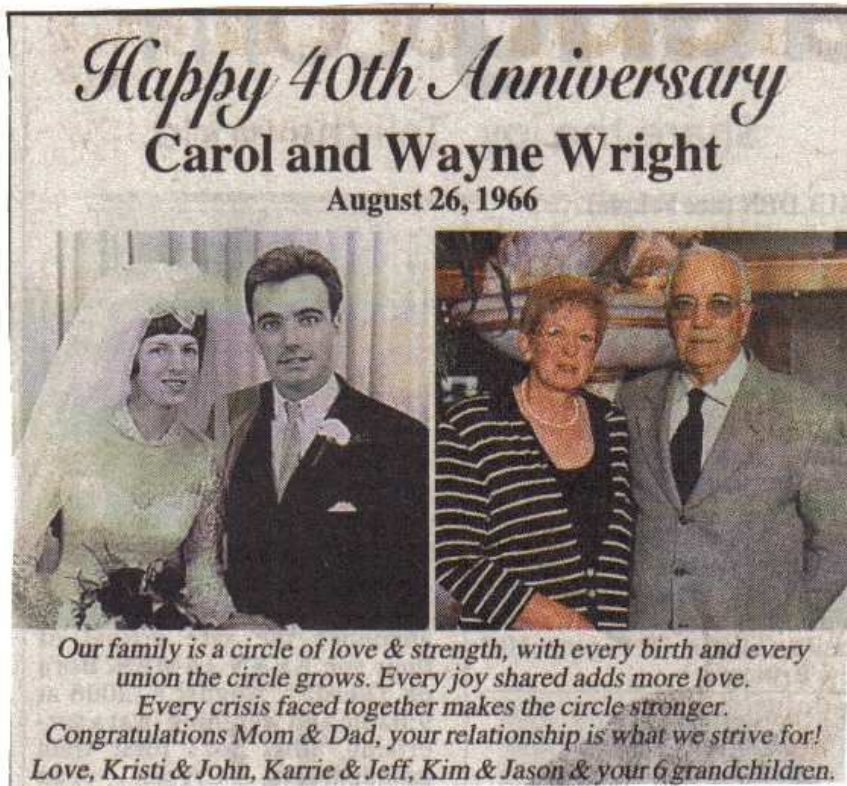 Happy 40th Anniversary
Carol and Wayne Wright
August 26, 1966
Our family is a circle of love & strength, with every birth and every
union the circle grows. Every joy shared adds more love.
Every crisis faced together makes the circle stronger.
Congratulations Mom & Dad, your relationship is what we strive for!
Love, Kristi & John, Karrie & Jeff, Kim & Jason & your 6 grandchildren.